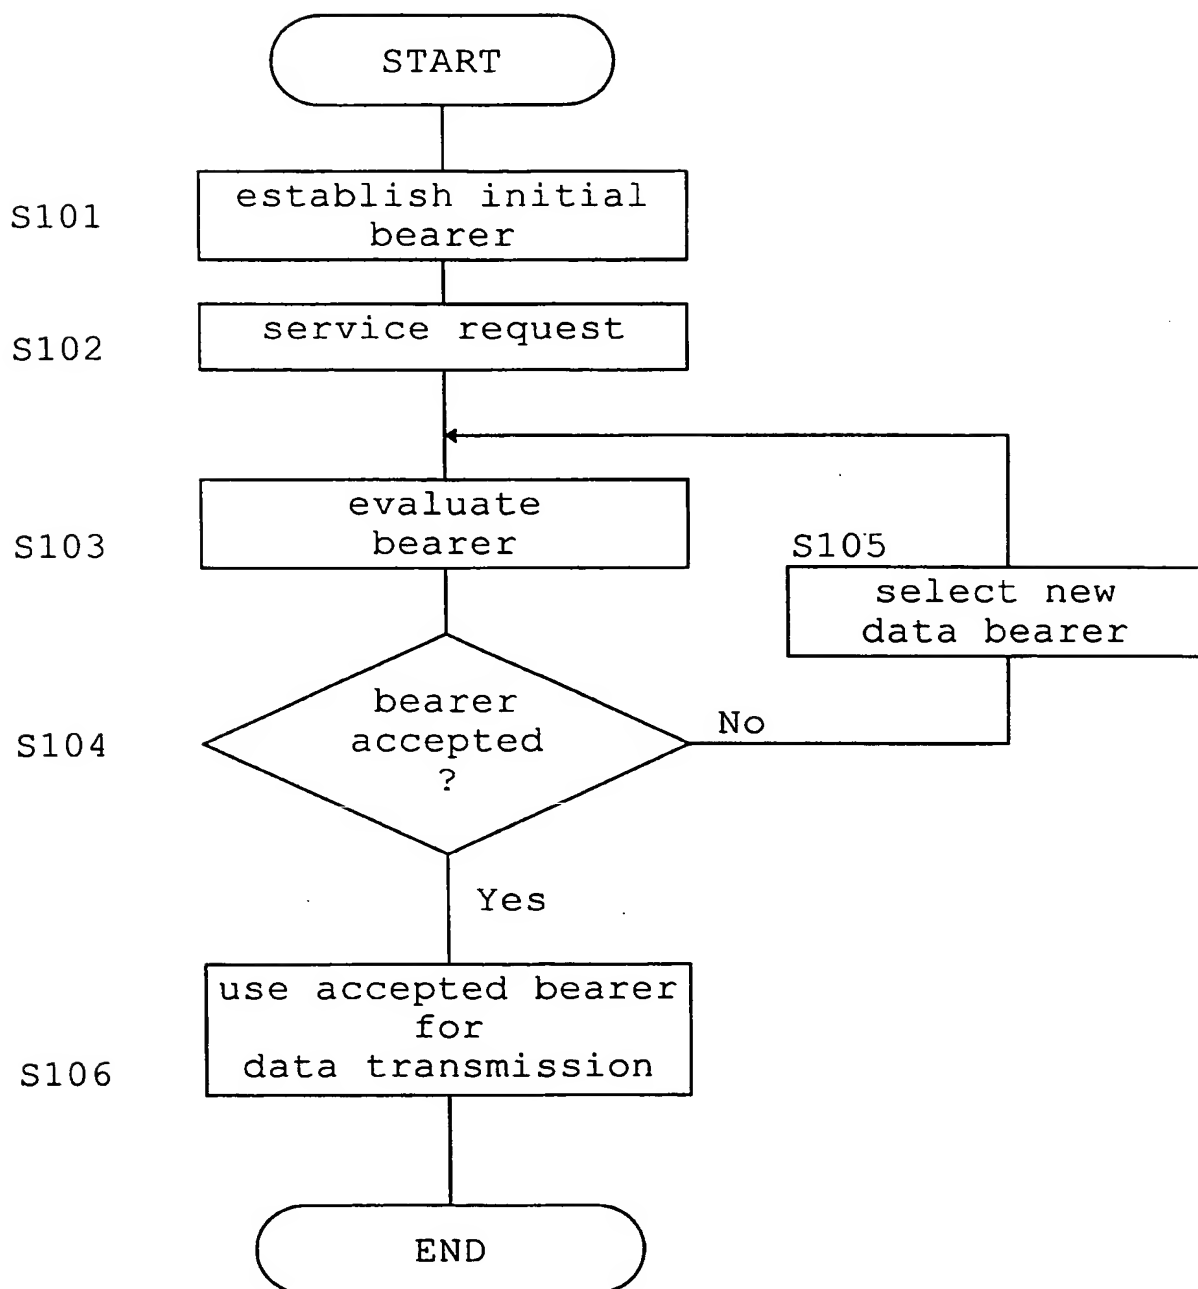 START
S101
establish initial
bearer
S102
service request
S103
evaluate
bearer
S105
select new
data bearer
S104
bearer
accepted
?
No
Yes
S106
use accepted bearer
for
data transmission
END